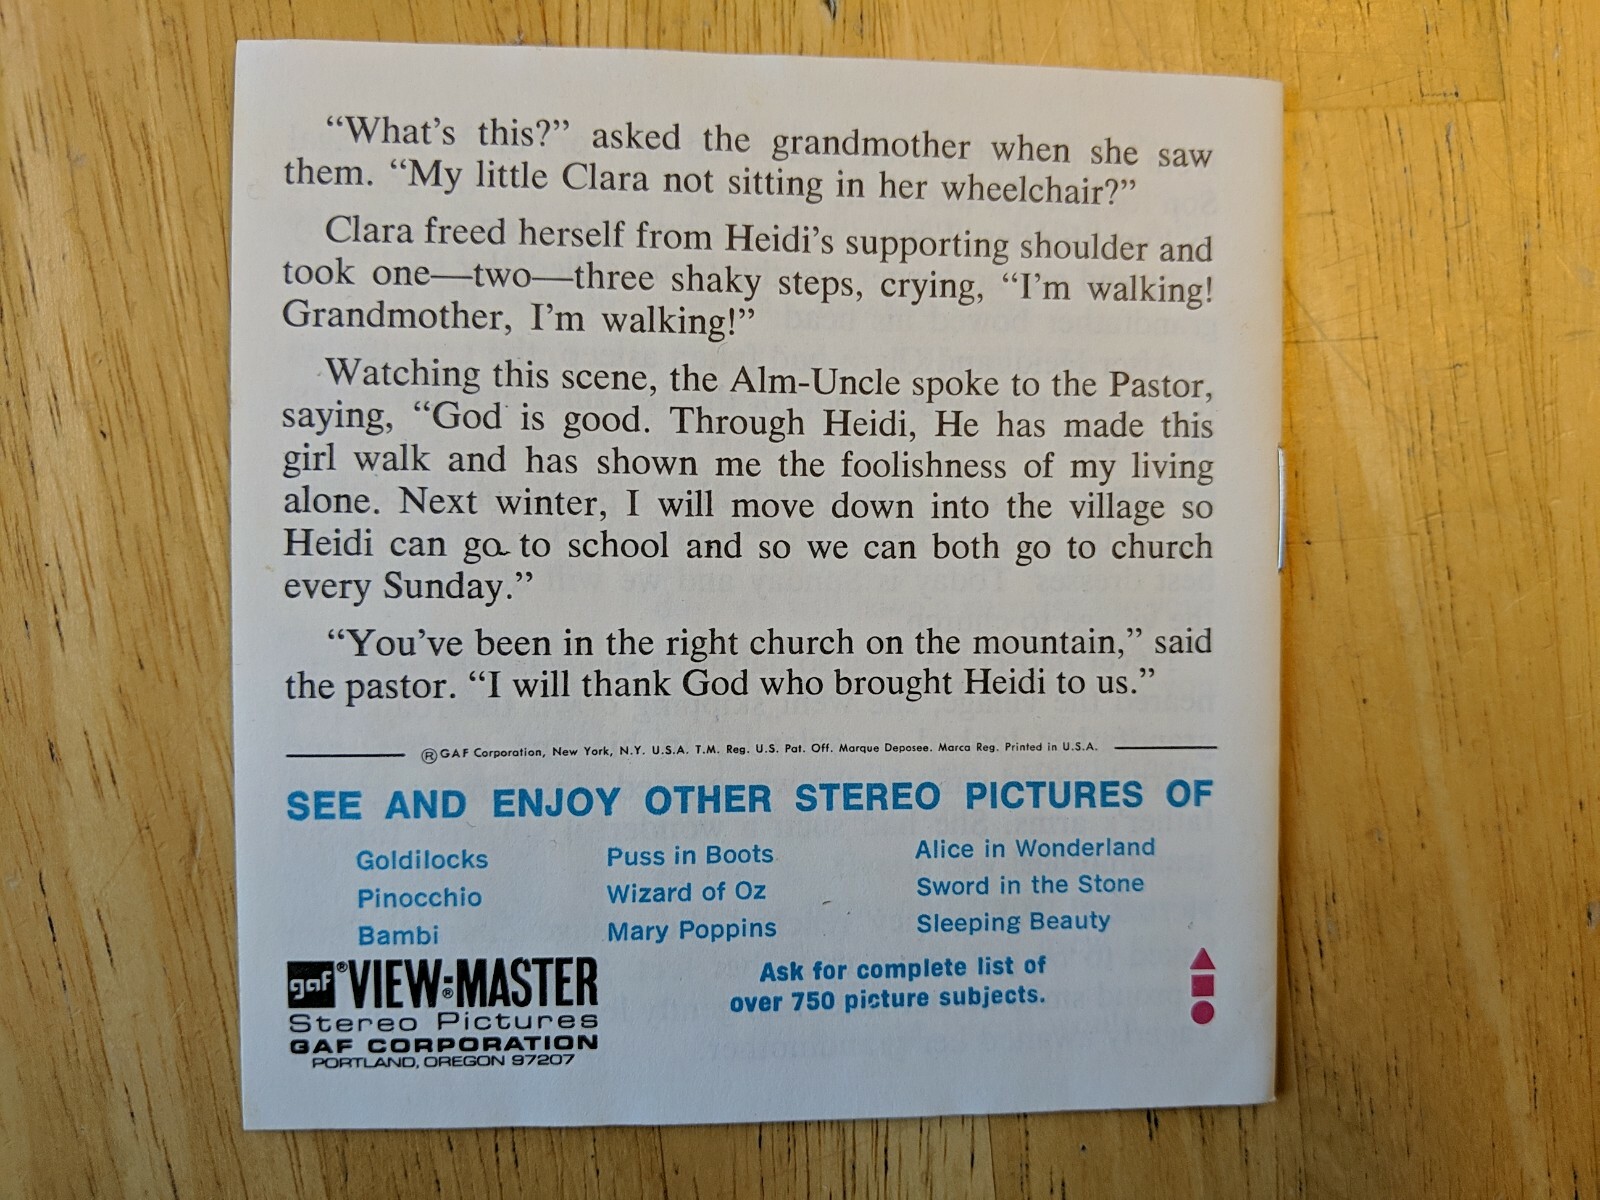 “What’s this?” asked the grandmother when she saw
them. “My little Clara not sitting in her wheelchair?”
Clara freed herself from Heidi’s supporting shoulder and
took one—two—three shaky steps, crying, “I’m walking!
Grandmother, I’m walking!”
Watching this scene, the Alm-Uncle spoke to the Pastor,
saying, “God is good. Through Heidi, He has made this
girl walk and has shown me the foolishness of my living
alone. Next winter, I will move down into the village so
Heidi can go to school and so we can both go to church
every Sunday.”
“You’ve been in the right church on the mountain,” said
the pastor. “I will thank God who brought Heidi to us.”
®GAF Corporation, New York, N.Y. U.S.A. T.M. Reg. U.S. Pat. Off. Marque Deposee. Marca Reg. Printed in U.S.A.
SEE AND ENJOY OTHER STEREO PICTURES OF
Goldilocks Puss in Boots Alice in Wonderland
Pinocchio Wizard of Oz Sword in the Stone
Bambi Mary Poppins Sleeping Beauty
gaf® VIEW-MASTER®
Stereo Pictures
GAF CORPORATION
PORTLAND, OREGON 97207
Ask for complete list of
over 750 picture subjects.